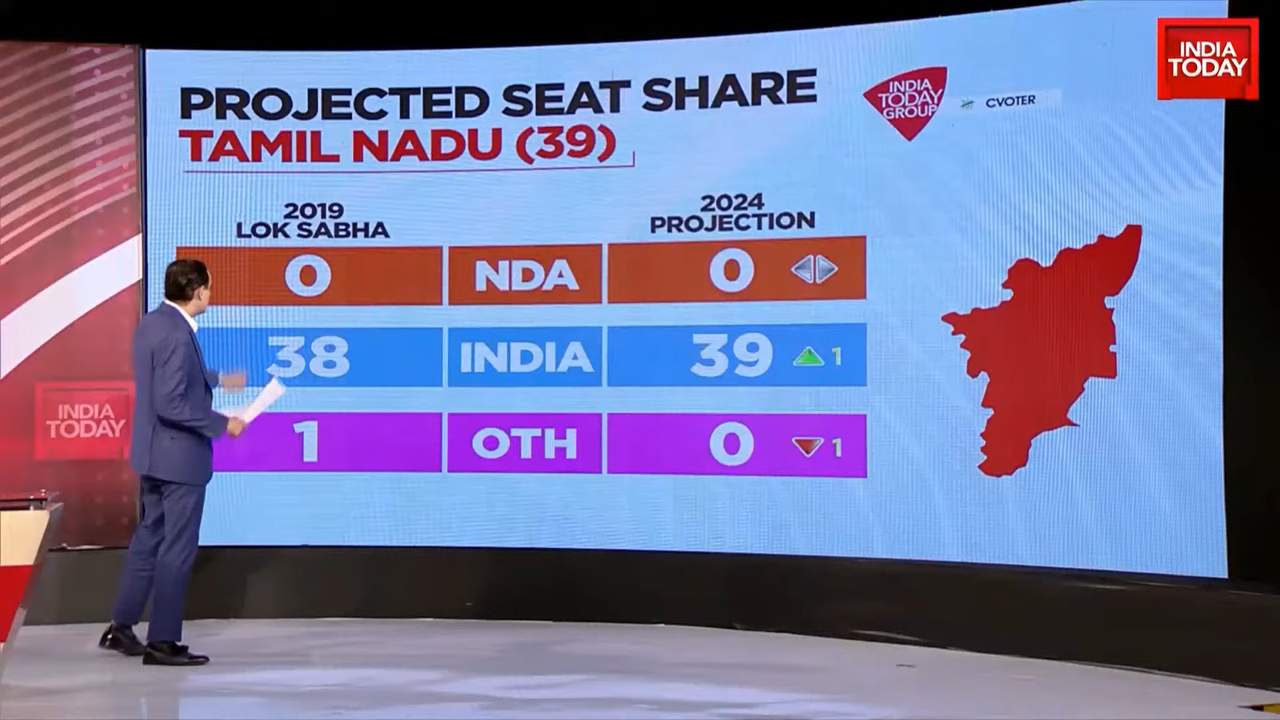 INDIA
TODAY
PROJECTED SEAT SHARE
TAMIL NADU (39)
INDIA
TODAY
GROUP
CVOTER
2019
LOK SABHA
2024
PROJECTION
0 NDA 0
38 INDIA 39 1
1 OTH 0 1
INDIA
TODAY